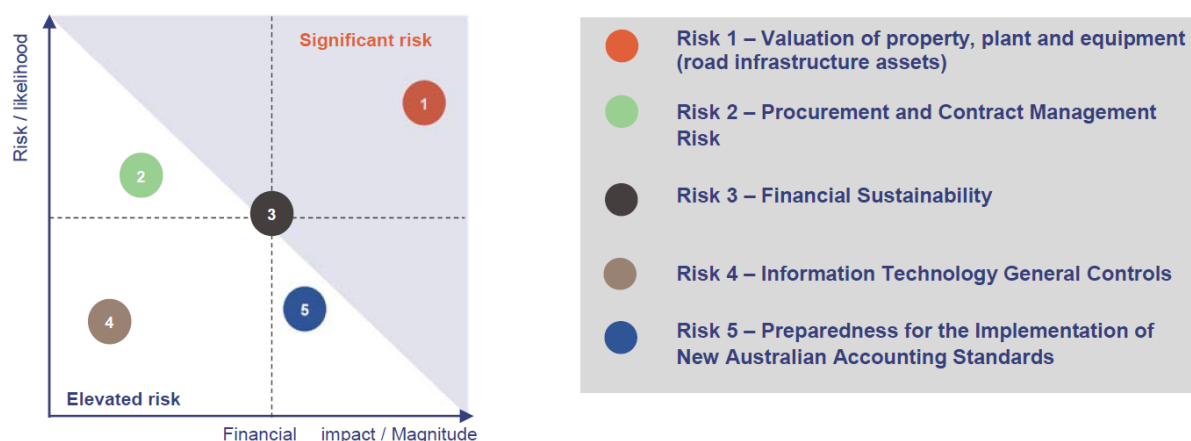 Significant risk
Risk / likelihood
1
2
3
4
5
Elevated risk
Financial impact / Magnitude
Risk 1 – Valuation of property, plant and equipment
(road infrastructure assets)
Risk 2 – Procurement and Contract Management
Risk
Risk 3 – Financial Sustainability
Risk 4 – Information Technology General Controls
Risk 5 – Preparedness for the Implementation of
New Australian Accounting Standards